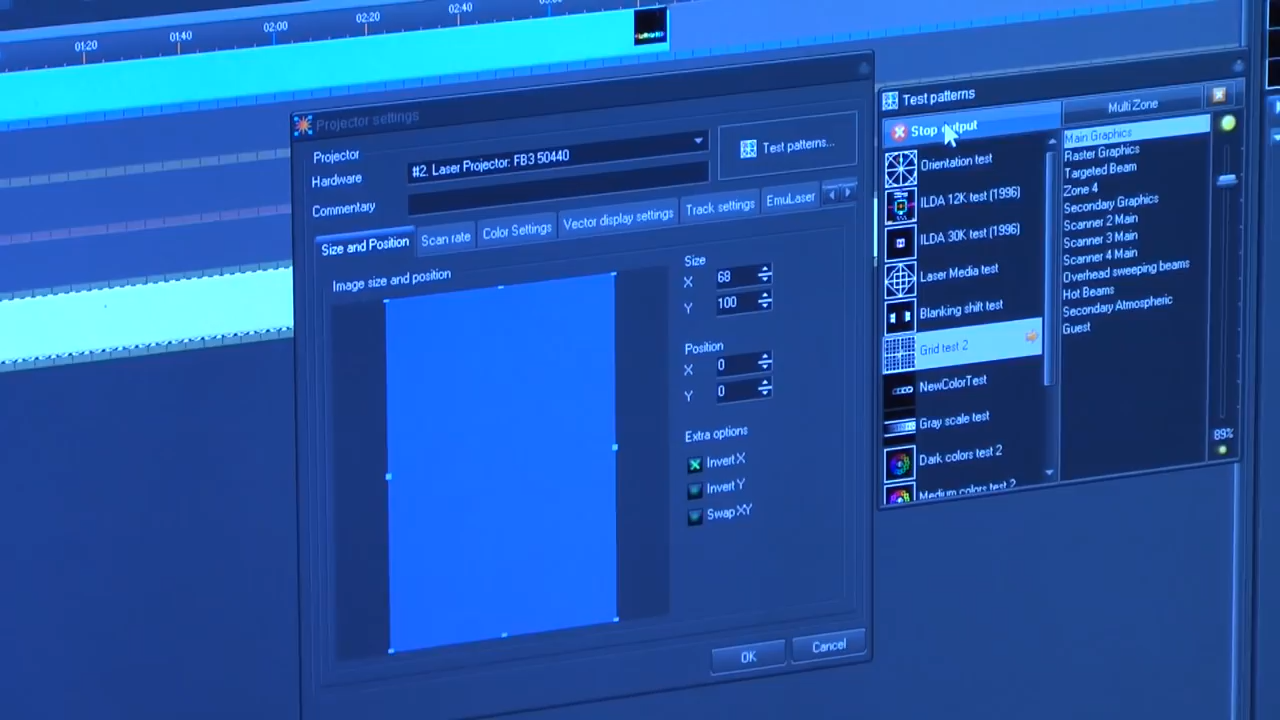 01:20
01:40
02:00
02:20
02:40
Projector settings
Projector
Hardware
#2. Laser Projector: FB3 50440
Test patterns...
Commentary
Size and Position
Scan rate
Color Settings
Vector display settings
Track settings
EmuLaser
Image size and position
Size
X
68
Y
100
Position
X
0
Y
0
Extra options
Invert X
Invert Y
Swap XY
OK
Cancel
Test patterns
Stop output
Orientation test
ILDA 12K test (1996)
ILDA 30K test (1996)
Laser Media test
Blanking shift test
Grid test 2
NewColorTest
Gray scale test
Dark colors test 2
Medium colors test 2
Multi Zone
Main Graphics
Raster Graphics
Targeted Beam
Zone 4
Secondary Graphics
Scanner 2 Main
Scanner 3 Main
Scanner 4 Main
Overhead sweeping beams
Hot Beams
Secondary Atmospheric
Guest
89%